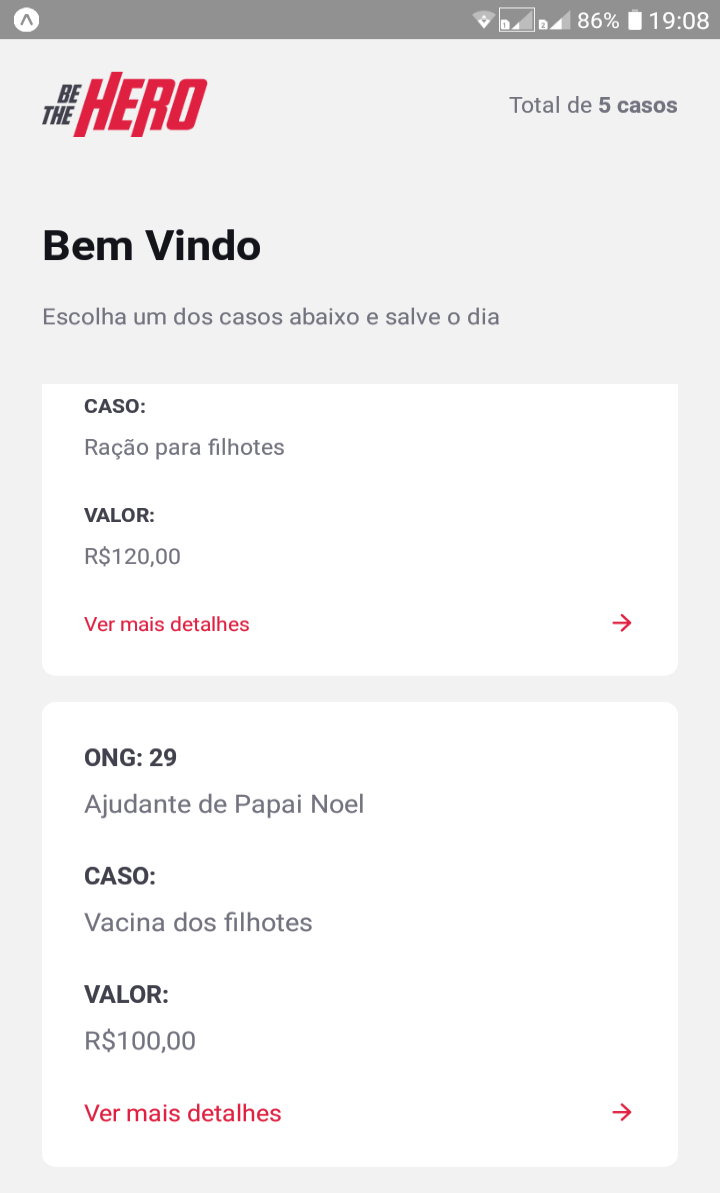 86% 19:08
BE THE HERO
Total de 5 casos
Bem Vindo
Escolha um dos casos abaixo e salve o dia
CASO:
Ração para filhotes
VALOR:
R$120,00
Ver mais detalhes
ONG: 29
Ajudante de Papai Noel
CASO:
Vacina dos filhotes
VALOR:
R$100,00
Ver mais detalhes